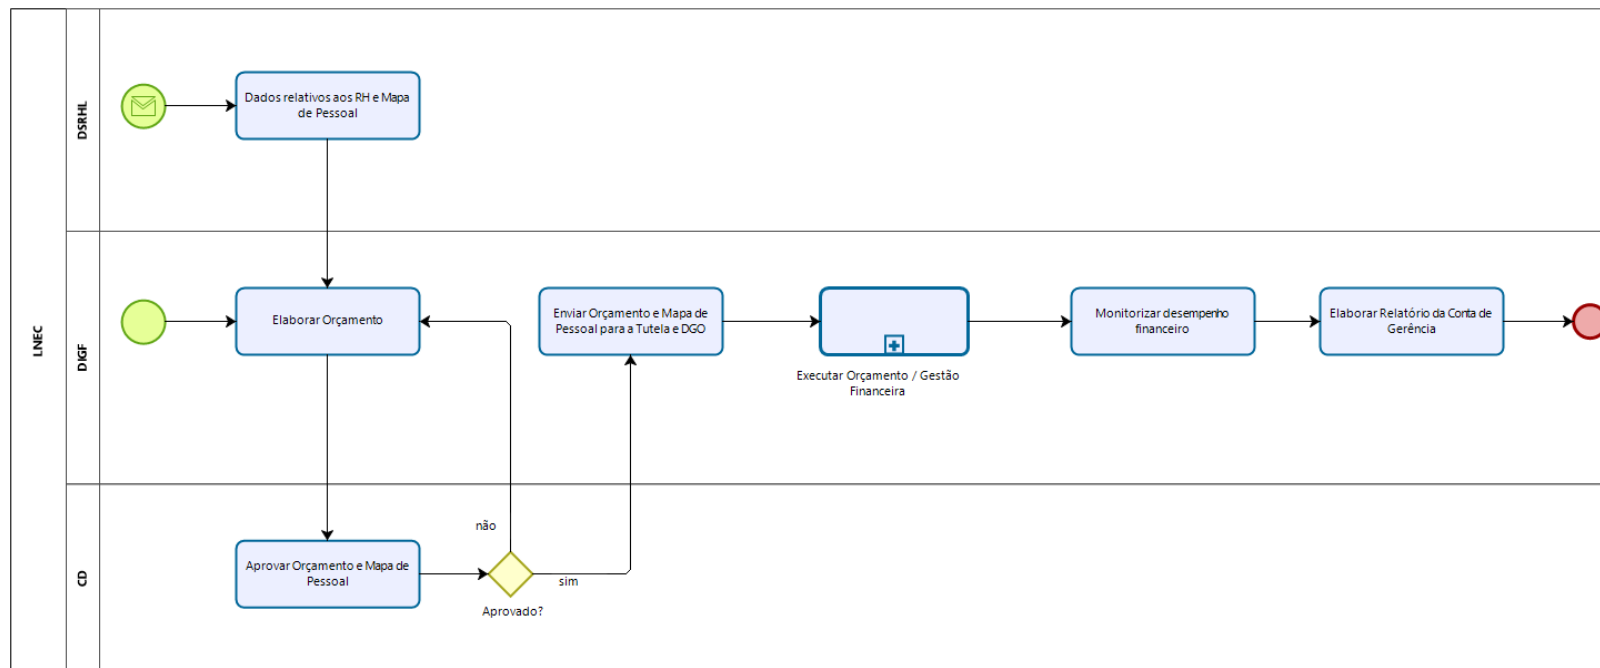 LNEC
DSRHL
Dados relativos aos RH e Mapa
de Pessoal
DIGF
Elaborar Orçamento
Enviar Orçamento e Mapa de
Pessoal para a Tutela e DGO
Executar Orçamento / Gestão
Financeira
Monitorizar desempenho
financeiro
Elaborar Relatório da Conta de
Gerência
CD
Aprovar Orçamento e Mapa de
Pessoal
não
sim
Aprovado?